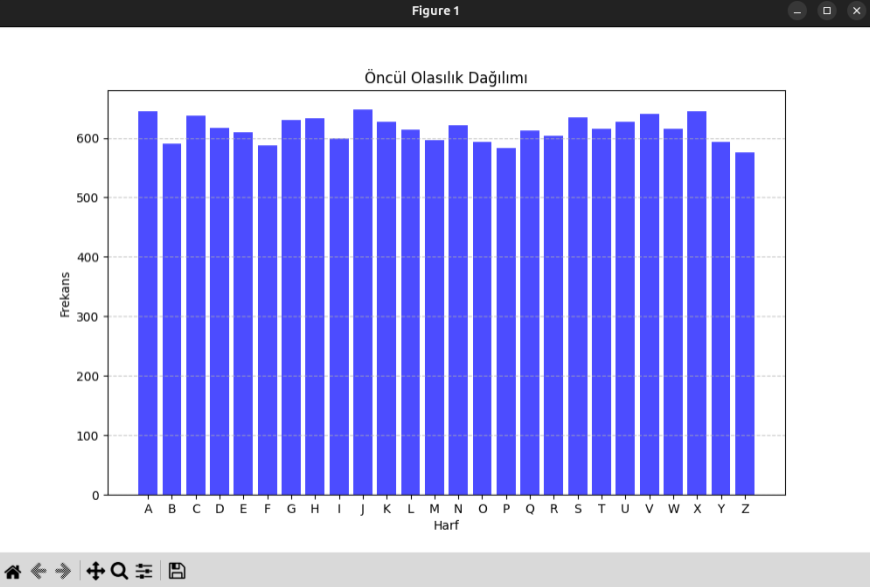 Figure 1
Öncül Olasılık Dağılımı
Frekans
600
500
400
300
200
100
0
A B C D E F G H I J K L M N O P Q R S T U V W X Y Z
Harf